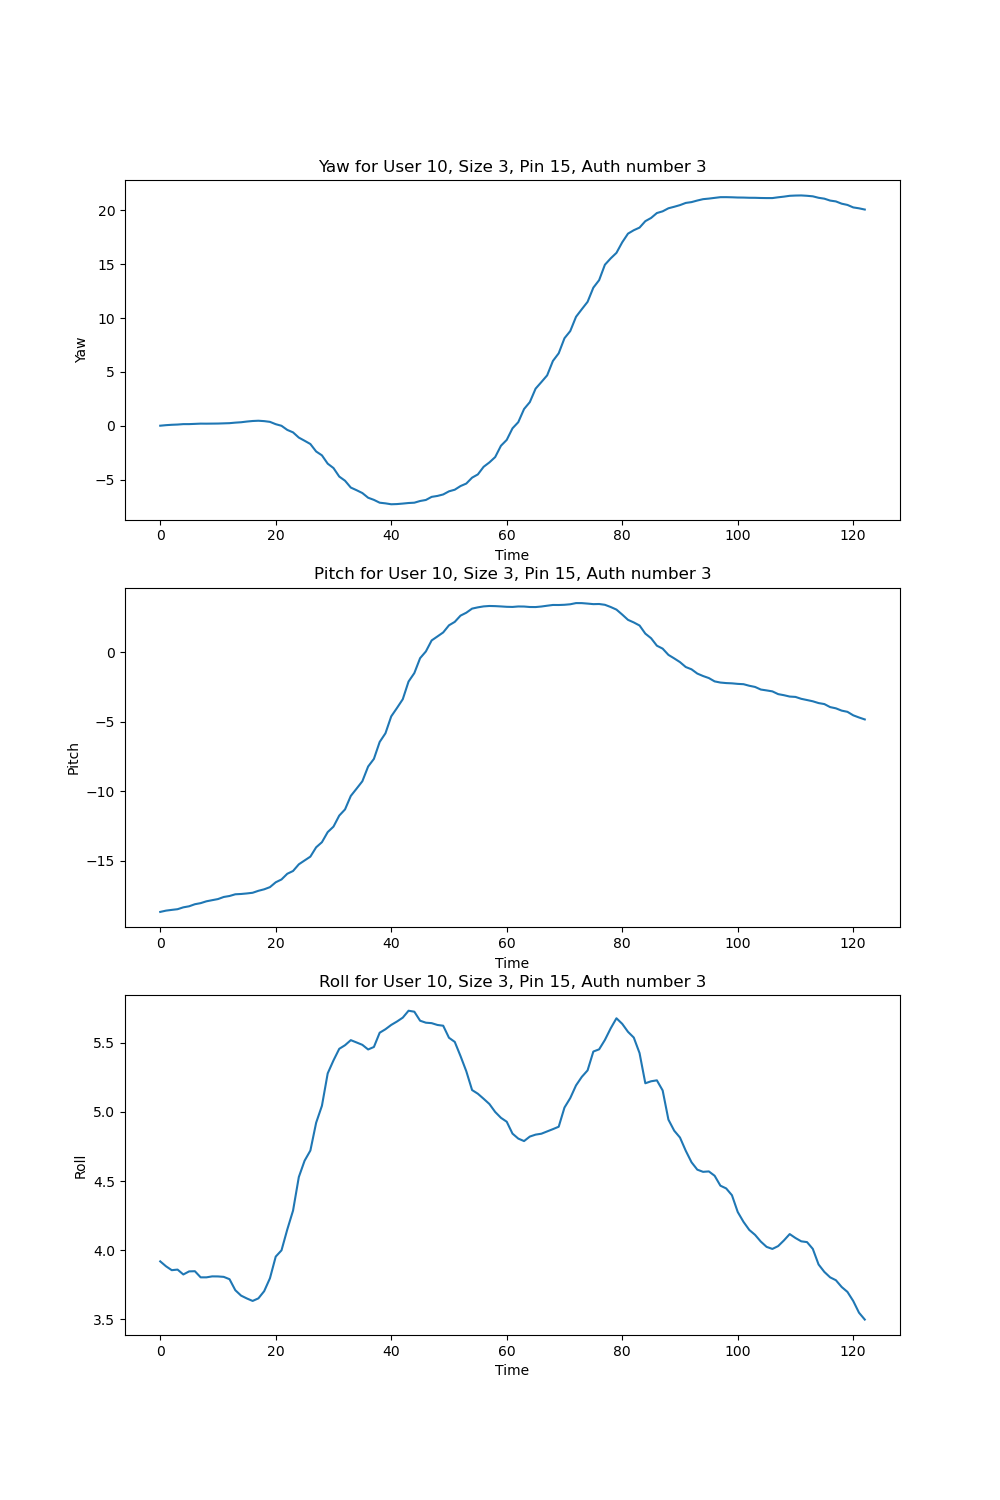 Yaw for User 10, Size 3, Pin 15, Auth number 3
20
15
10
5
0
−5
Yaw
0 20 40 60 80 100 120
Time
Pitch for User 10, Size 3, Pin 15, Auth number 3
0
−5
−10
−15
Pitch
0 20 40 60 80 100 120
Time
Roll for User 10, Size 3, Pin 15, Auth number 3
5.5
5.0
4.5
4.0
3.5
Roll
0 20 40 60 80 100 120
Time